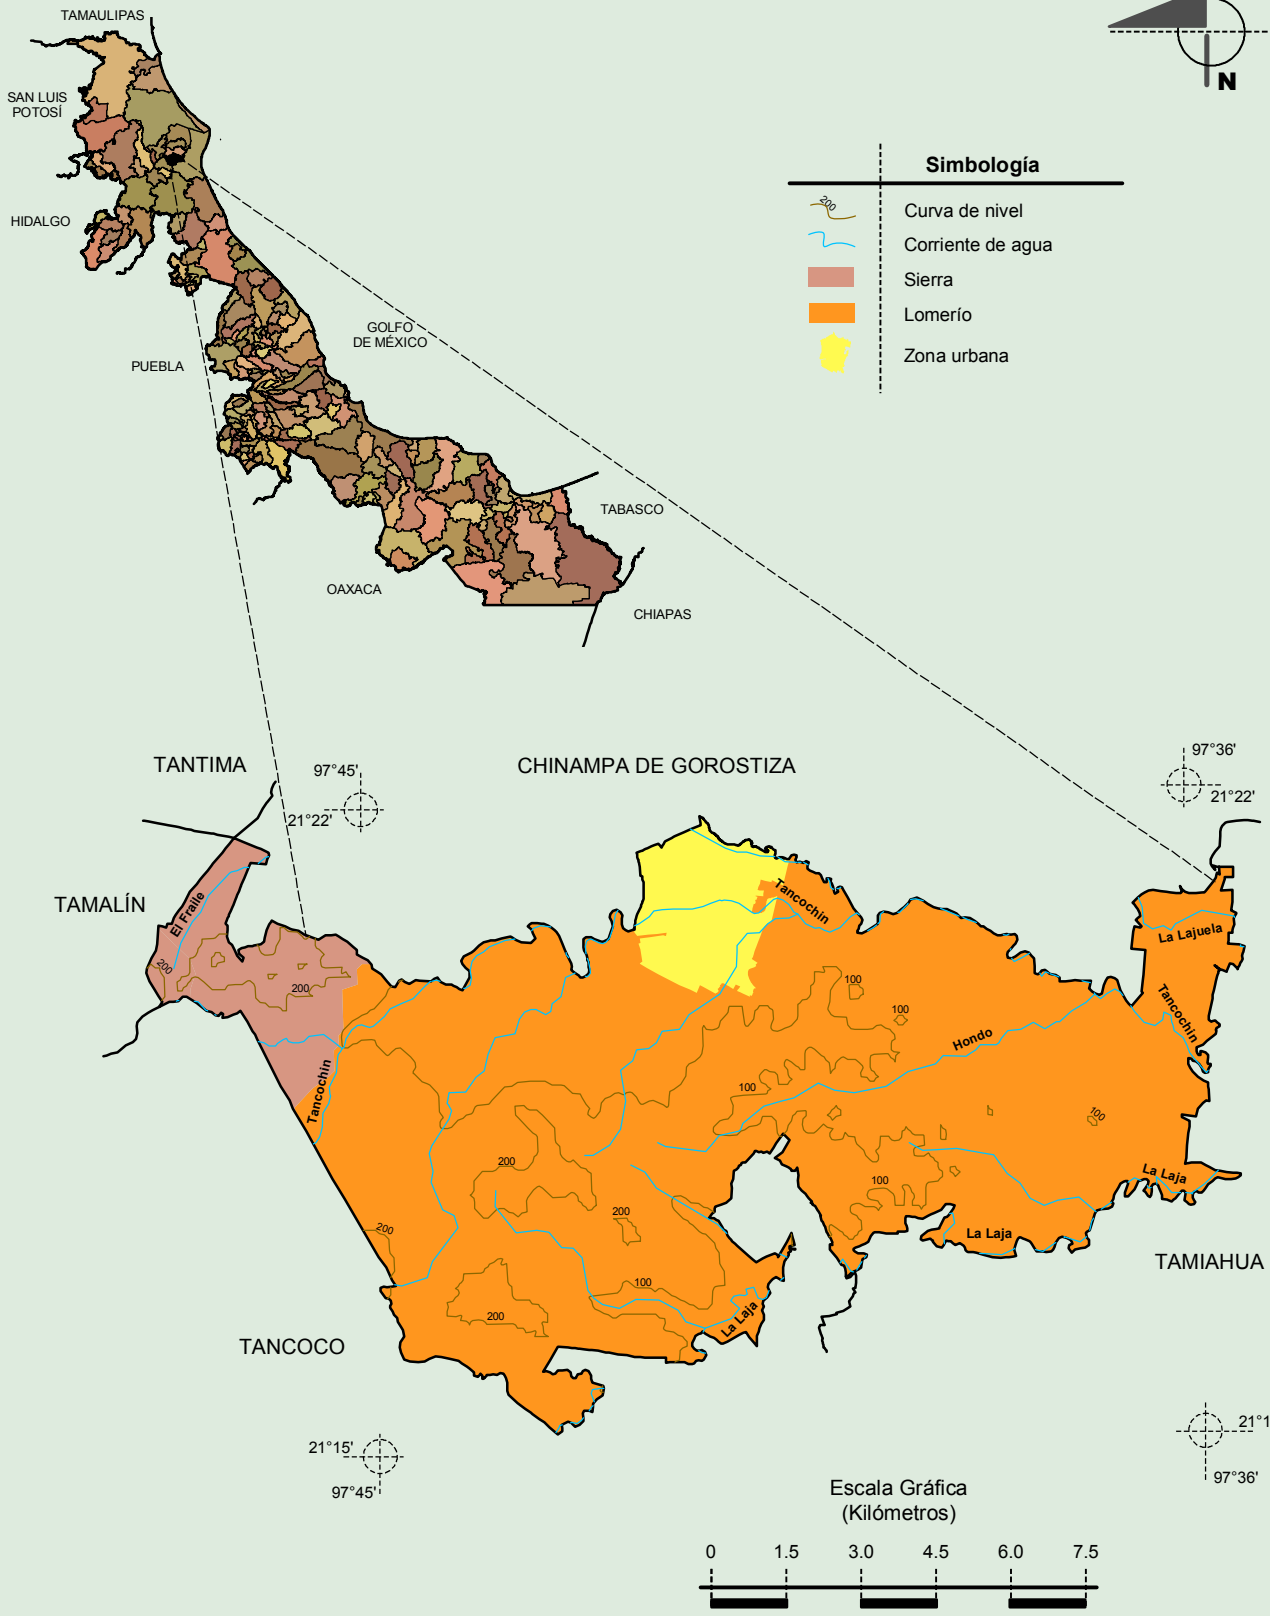 TAMAULIPAS
SAN LUIS
POTOSÍ
HIDALGO
PUEBLA
GOLFO
DE MÉXICO
TABASCO
OAXACA
CHIAPAS
N
Simbología
200
Curva de nivel
Corriente de agua
Sierra
Lomerío
Zona urbana
TANTIMA
97°45'
21°22'
CHINAMPA DE GOROSTIZA
97°36'
21°22'
TAMALÍN
El Fraile
200
200
Tancochin
Tancochin
La Lajuela
Tancochin
100
100
Hondo
100
100
200
100
La Laja
200
La Laja
200
100
200
La Laja
TAMIAHUA
TANCOCO
21°15'
97°45'
21°1
97°36'
Escala Gráfica
(Kilómetros)
0 1.5 3.0 4.5 6.0 7.5